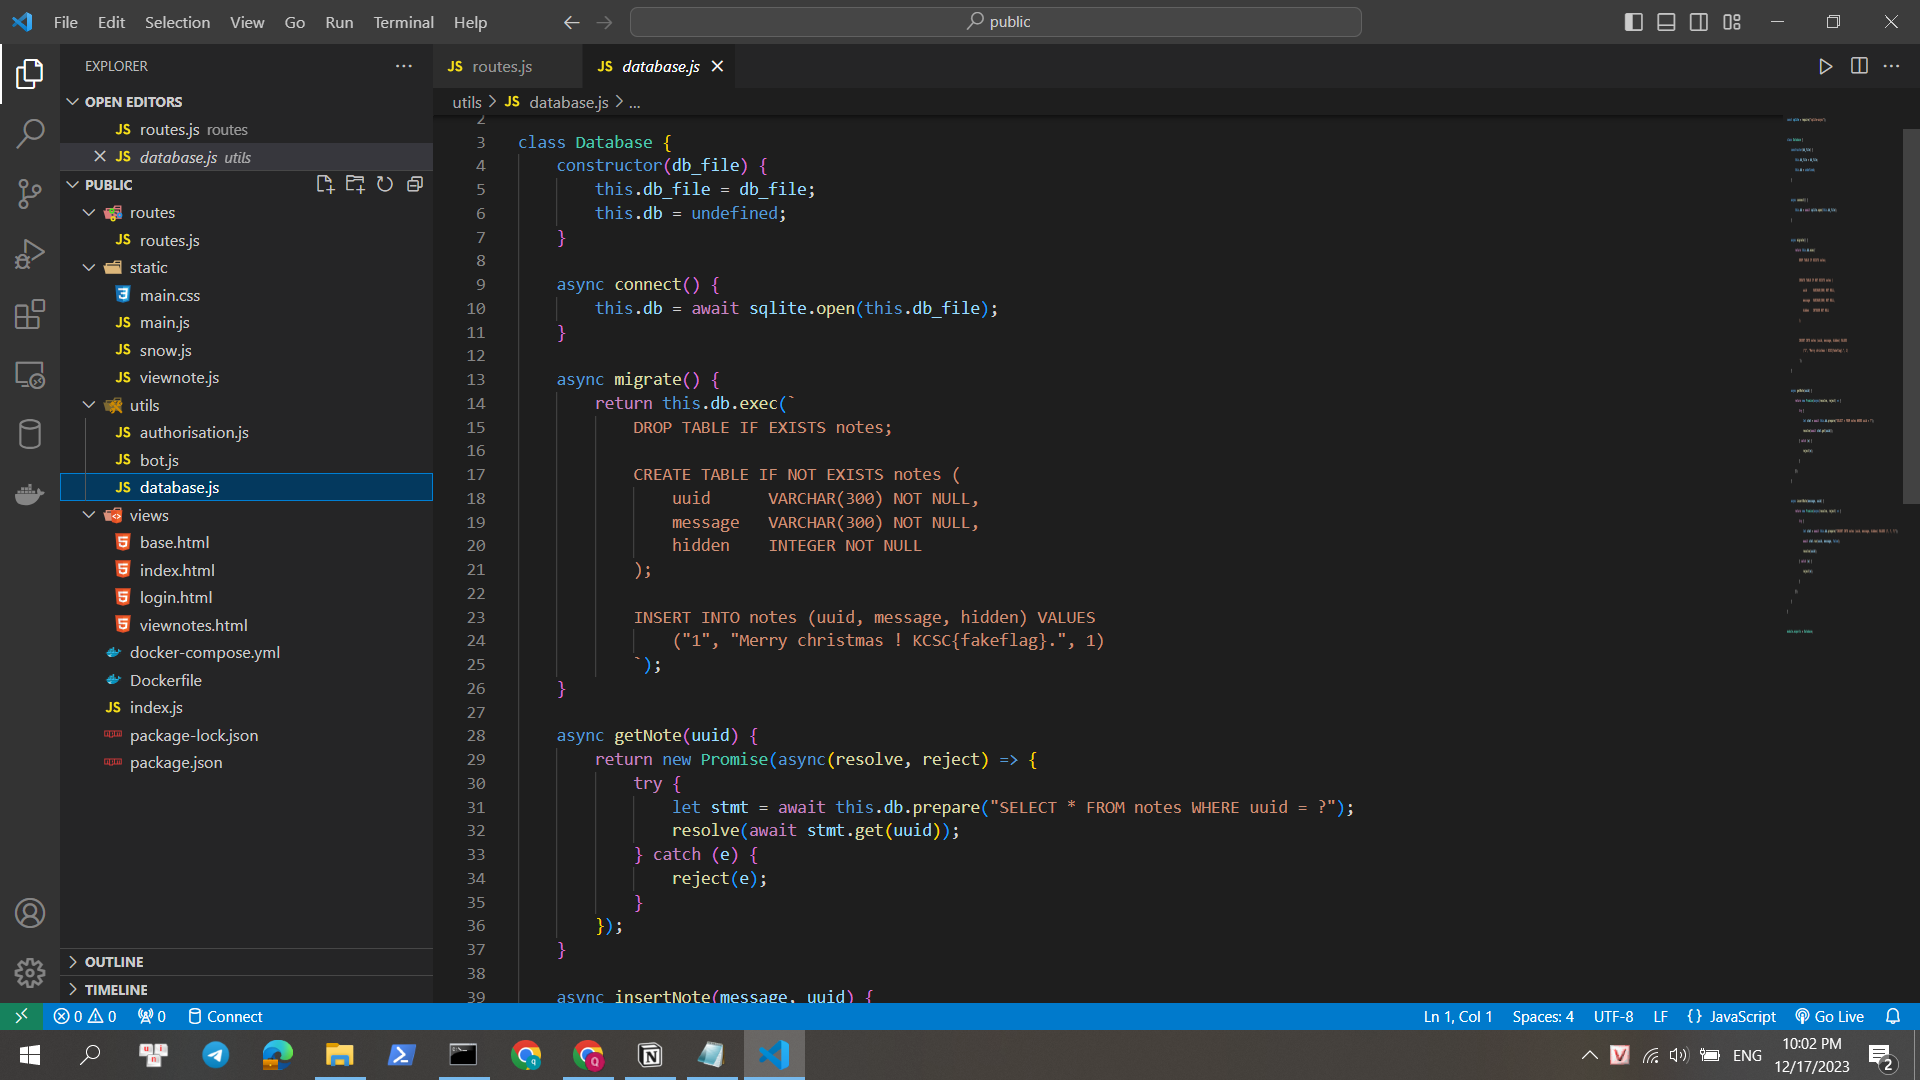 File Edit Selection View Go Run Terminal Help
public
EXPLORER
OPEN EDITORS
JS routes.js routes
JS database.js utils
PUBLIC
routes
JS routes.js
static
main.css
JS main.js
JS snow.js
JS viewnote.js
utils
JS authorisation.js
JS bot.js
JS database.js
views
base.html
index.html
login.html
viewnotes.html
docker-compose.yml
Dockerfile
JS index.js
package-lock.json
package.json
OUTLINE
TIMELINE
JS routes.js
JS database.js
utils > JS database.js > ...
2
3 class Database {
4 constructor(db_file) {
5 this.db_file = db_file;
6 this.db = undefined;
7 }
8
9 async connect() {
10 this.db = await sqlite.open(this.db_file);
11 }
12
13 async migrate() {
14 return this.db.exec(`
15 DROP TABLE IF EXISTS notes;
16
17 CREATE TABLE IF NOT EXISTS notes (
18 uuid VARCHAR(300) NOT NULL,
19 message VARCHAR(300) NOT NULL,
20 hidden INTEGER NOT NULL
21 );
22
23 INSERT INTO notes (uuid, message, hidden) VALUES
24 ("1", "Merry christmas ! KCSC{fakeflag}.", 1)
25 `);
26 }
27
28 async getNote(uuid) {
29 return new Promise(async(resolve, reject) => {
30 try {
31 let stmt = await this.db.prepare("SELECT * FROM notes WHERE uuid = ?");
32 resolve(await stmt.get(uuid));
33 } catch (e) {
34 reject(e);
35 }
36 });
37 }
38
39 async insertNote(message, uuid) {
0 0 0 Connect
Ln 1, Col 1 Spaces: 4 UTF-8 LF {} JavaScript Go Live
ENG
10:02 PM
12/17/2023
2